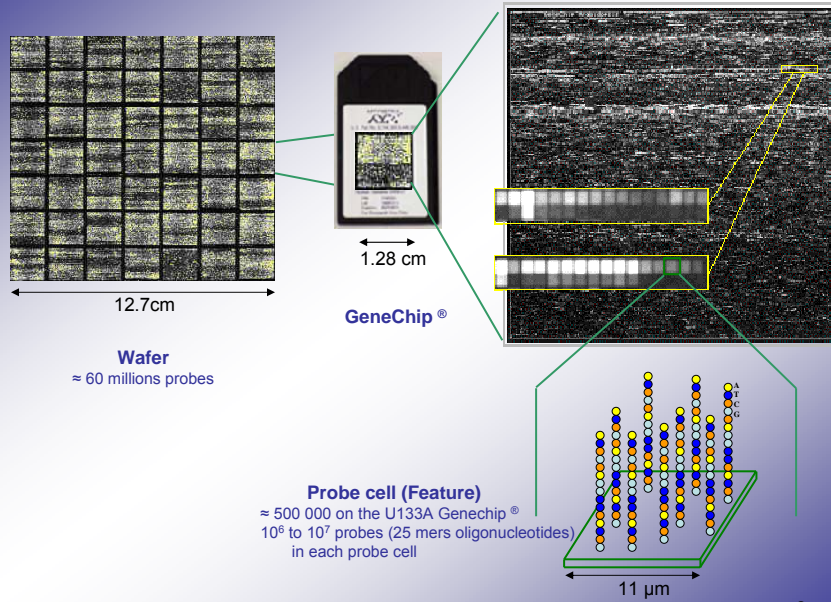 12.7cm
Wafer
≈ 60 millions probes
1.28 cm
GeneChip ®
A
T
C
G
Probe cell (Feature)
≈ 500 000 on the U133A Genechip ®
10⁶ to 10⁷ probes (25 mers oligonucleotides)
in each probe cell
11 µm